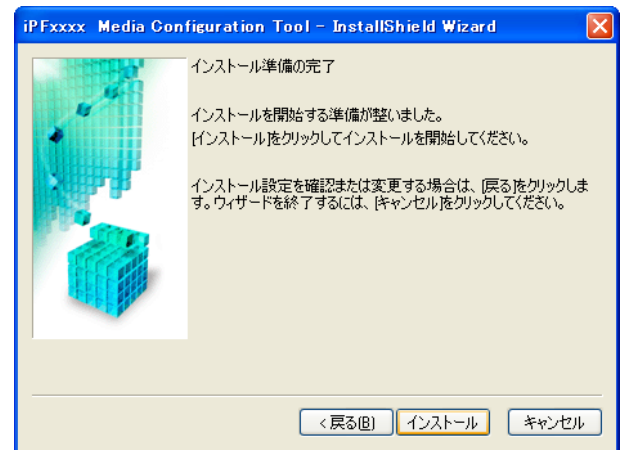 iPFxxxx Media Configuration Tool - InstallShield Wizard
インストール準備の完了
インストールを開始する準備が整いました。
[インストール]をクリックしてインストールを開始してください。
インストール設定を確認または変更する場合は、[戻る]をクリックしま
す。ウィザードを終了するには、[キャンセル]をクリックしてください。
< 戻る(B) インストール キャンセル